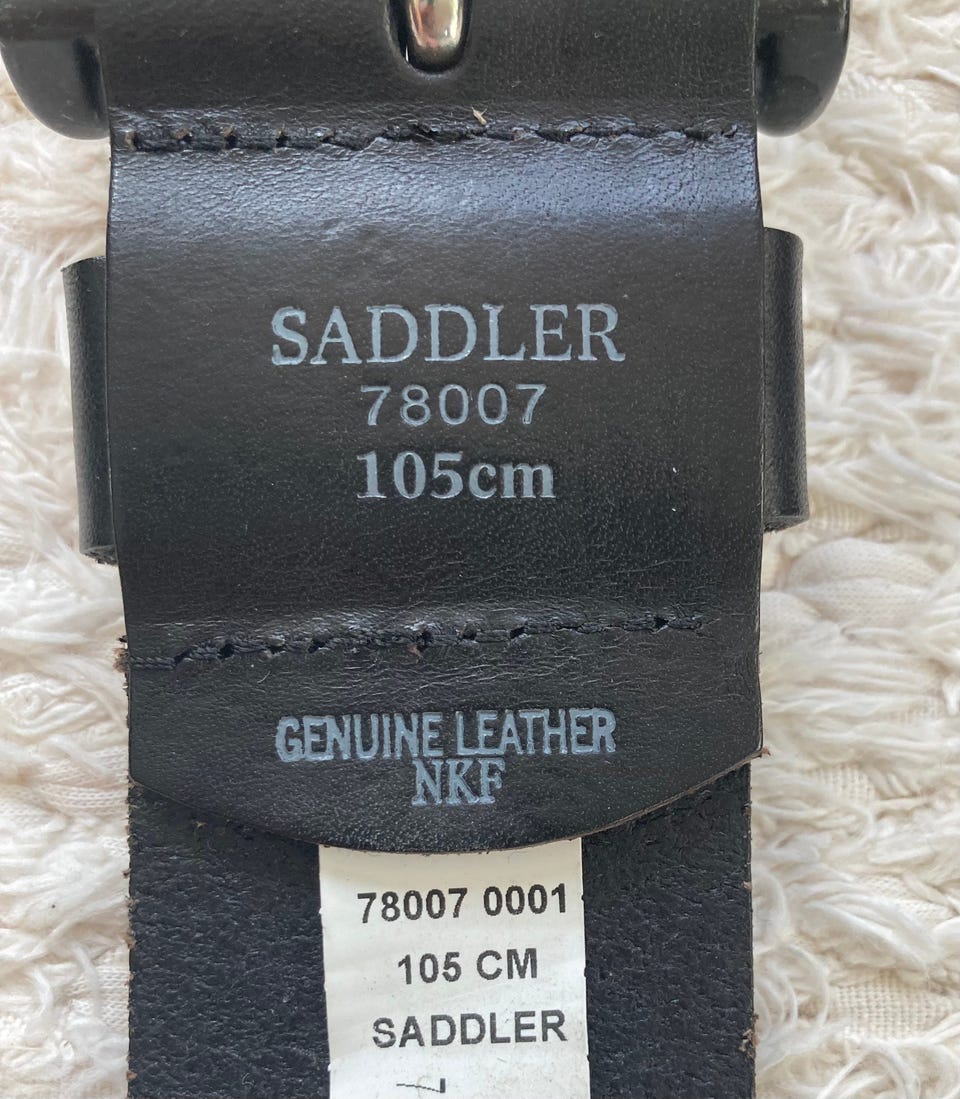 SADDLER
78007
105cm
GENUINE LEATHER
NKF
78007 0001
105 CM
SADDLER